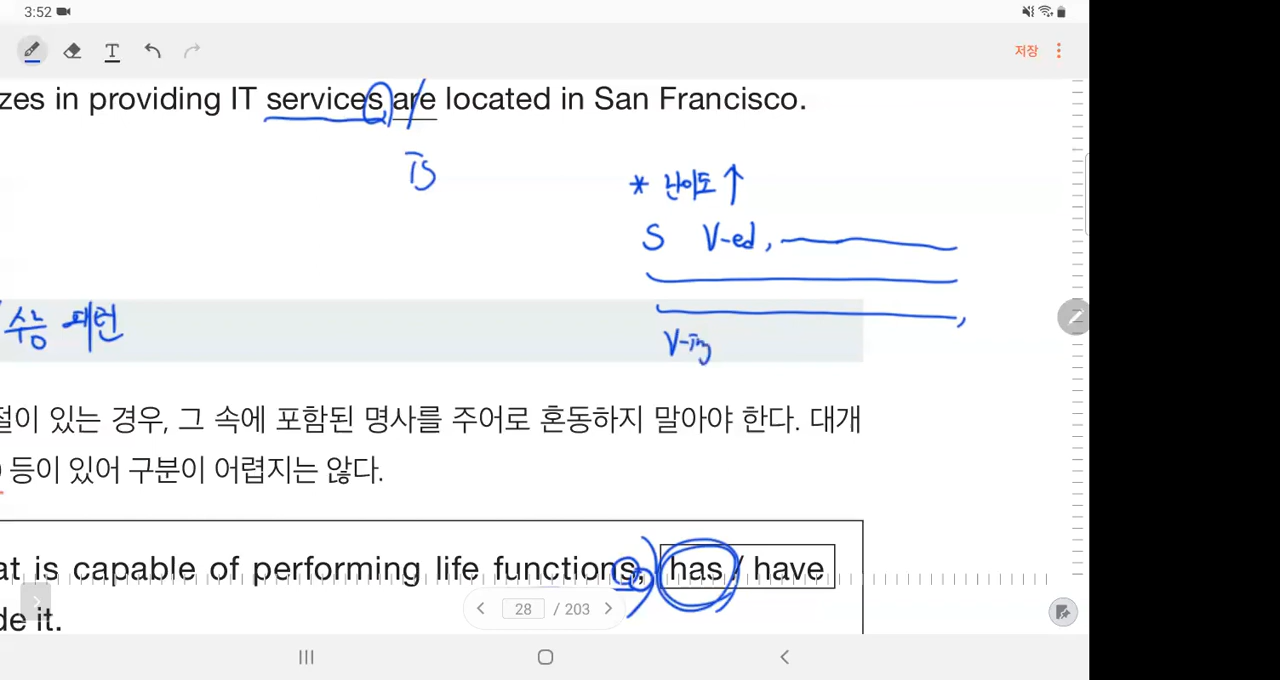 3:52
T
저장
zes in providing IT services are located in San Francisco.
is
* 난이도 ↑
S V-ed,
수능 패턴
V-ing
절이 있는 경우, 그 속에 포함된 명사를 주어로 혼동하지 말아야 한다. 대개
) 등이 있어 구분이 어렵지는 않다.
at is capable of performing life functions, has / have
de it.
28 / 203